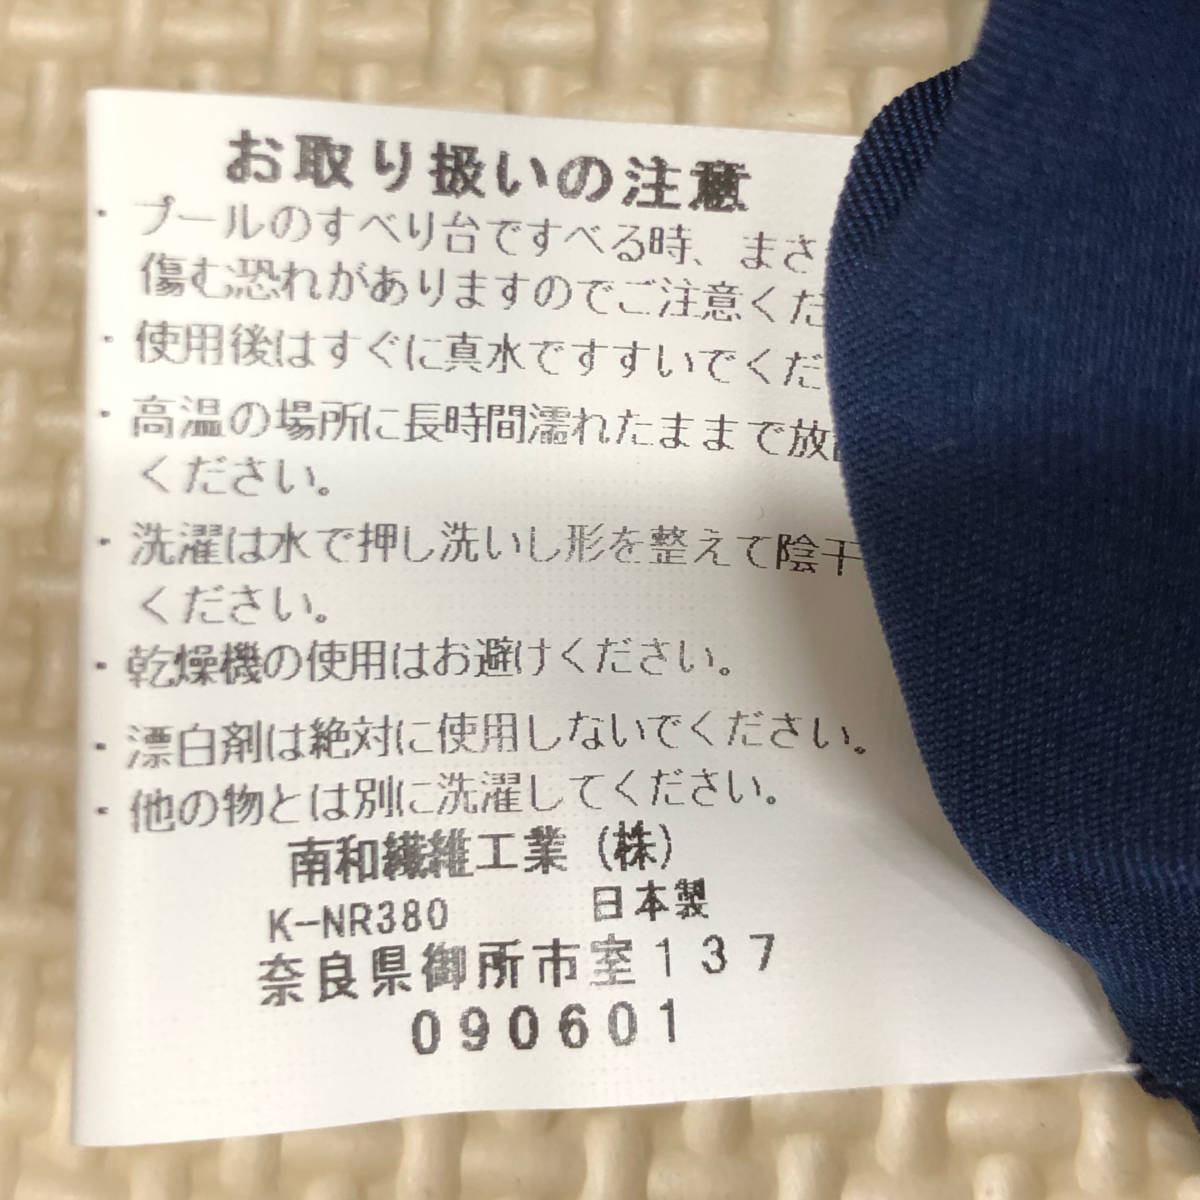 お取り扱いの注意
・プールのすべり台ですべる時、まさ
傷む恐れがありますのでご注意くだ
・使用後はすぐに真水ですすいでくだ
・高温の場所に長時間濡れたままで放
ください。
・洗濯は水で押し洗いし形を整えて陰干
ください。
・乾燥機の使用はお避けください。
・漂白剤は絶対に使用しないでください。
・他の物とは別に洗濯してください。
南和繊維工業（株）
K-NR380 日本製
奈良県御所市室137
090601